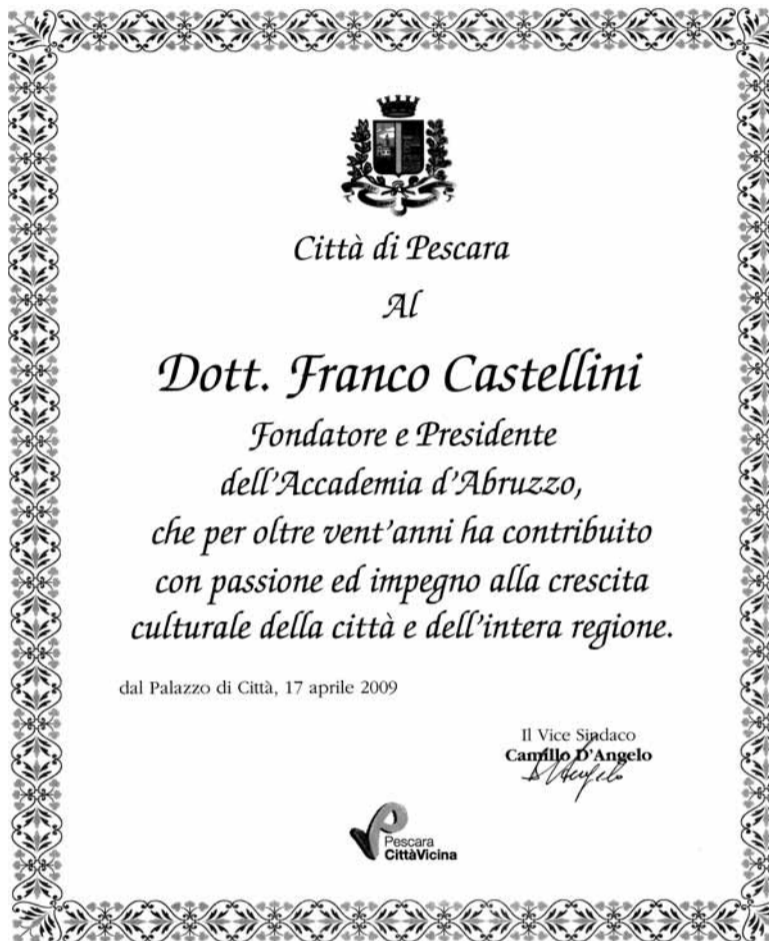 Città di Pescara
Al
Dott. Franco Castellini
Fondatore e Presidente
dell'Accademia d'Abruzzo,
che per oltre vent'anni ha contribuito
con passione ed impegno alla crescita
culturale della città e dell'intera regione.
dal Palazzo di Città, 17 aprile 2009
Il Vice Sindaco
Camillo D'Angelo
D'Angelo
Pescara
CittàVicina